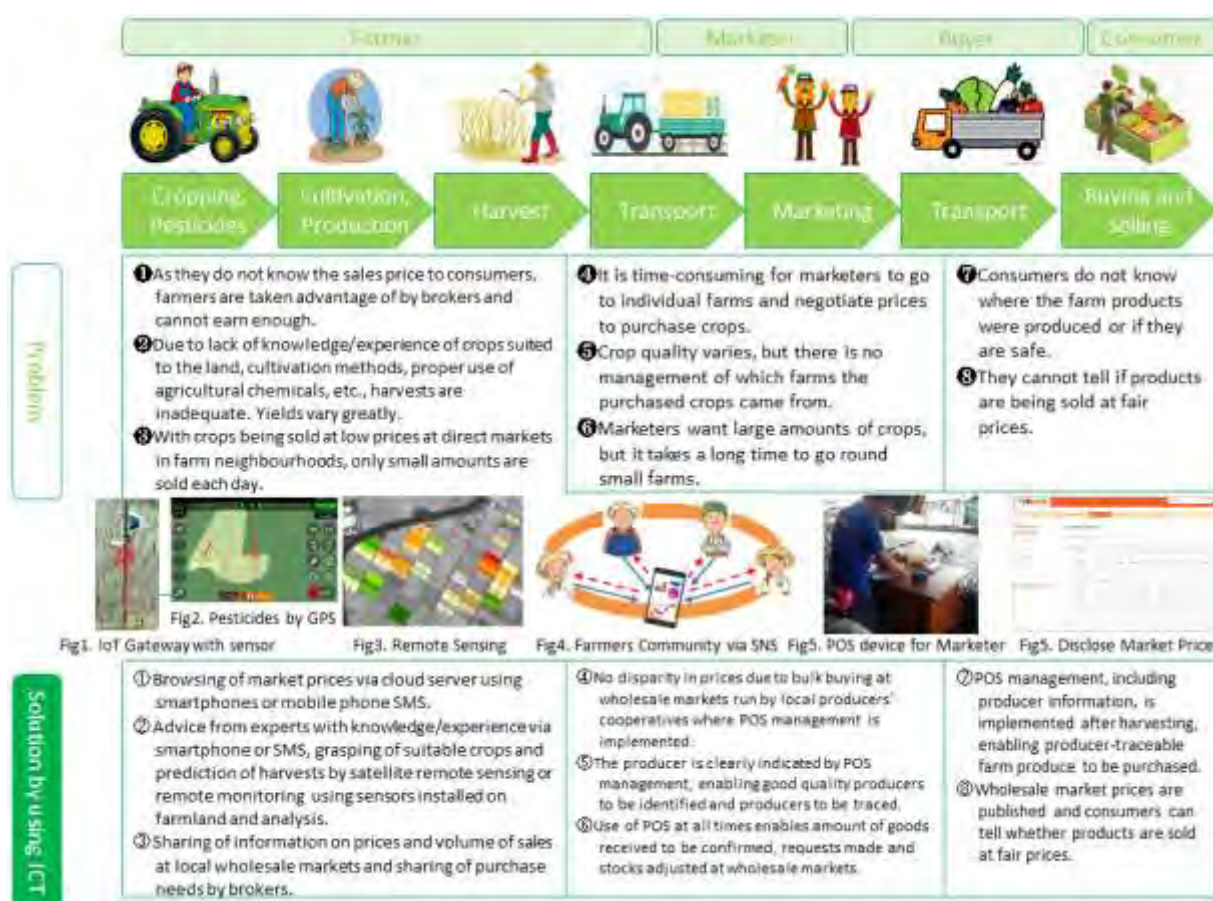 Farmer
Marketer
Buyer
Consumer
Cropping,
Pesticides
Cultivation,
Production
Harvest
Transport
Marketing
Transport
Buying and
Selling
Problem
❶As they do not know the sales price to consumers,
farmers are taken advantage of by brokers and
cannot earn enough.
❷Due to lack of knowledge/experience of crops suited
to the land, cultivation methods, proper use of
agricultural chemicals, etc., harvests are
inadequate. Yields vary greatly.
❸With crops being sold at low prices at direct markets
in farm neighbourhoods, only small amounts are
sold each day.
❹It is time-consuming for marketers to go
to individual farms and negotiate prices
to purchase crops.
❺Crop quality varies, but there is no
management of which farms the
purchased crops came from.
❻Marketers want large amounts of crops,
but it takes a long time to go round
small farms.
❼Consumers do not know
where the farm products
were produced or if they
are safe.
❽They cannot tell if products
are being sold at fair
prices.
Fig1. IoT Gateway with sensor
Fig2. Pesticides by GPS
Fig3. Remote Sensing
Fig4. Farmers Community via SNS
Fig5. POS device for Marketer
Fig5. Disclose Market Price
Solution by using ICT
①Browsing of market prices via cloud server using
smartphones or mobile phone SMS.
②Advice from experts with knowledge/experience via
smartphone or SMS, grasping of suitable crops and
prediction of harvests by satellite remote sensing or
remote monitoring using sensors installed on
farmland and analysis.
③Sharing of information on prices and volume of sales
at local wholesale markets and sharing of purchase
needs by brokers.
④No disparity in prices due to bulk buying at
wholesale markets run by local producers'
cooperatives where POS management is
implemented.
⑤The producer is clearly indicated by POS
management, enabling good quality producers
to be identified and producers to be traced.
⑥Use of POS at all times enables amount of goods
received to be confirmed, requests made and
stocks adjusted at wholesale markets.
⑦POS management, including
producer information, is
implemented after harvesting,
enabling producer-traceable
farm produce to be purchased.
⑧Wholesale market prices are
published and consumers can
tell whether products are sold
at fair prices.